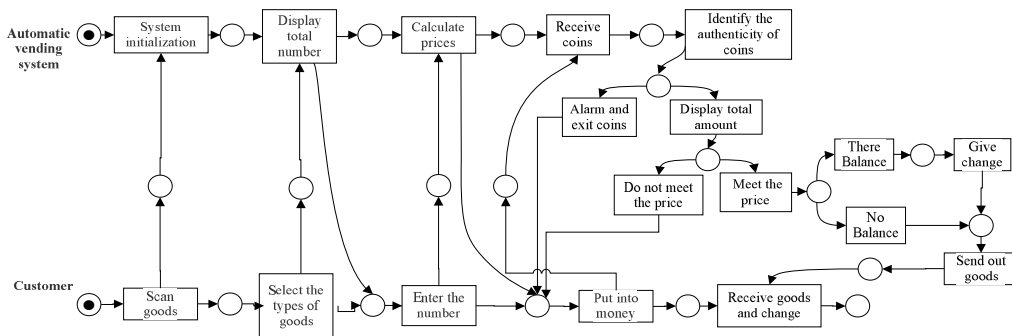 Automatic
vending
system
System
initialization
Display
total
number
Calculate
prices
Receive
coins
Identify the
authenticity of
coins
Alarm and
exit coins
Display total
amount
Do not meet
the price
Meet the
price
There
Balance
Give
change
No
Balance
Send out
goods
Customer
Scan
goods
Select the
types of
goods
Enter the
number
Put into
money
Receive goods
and change